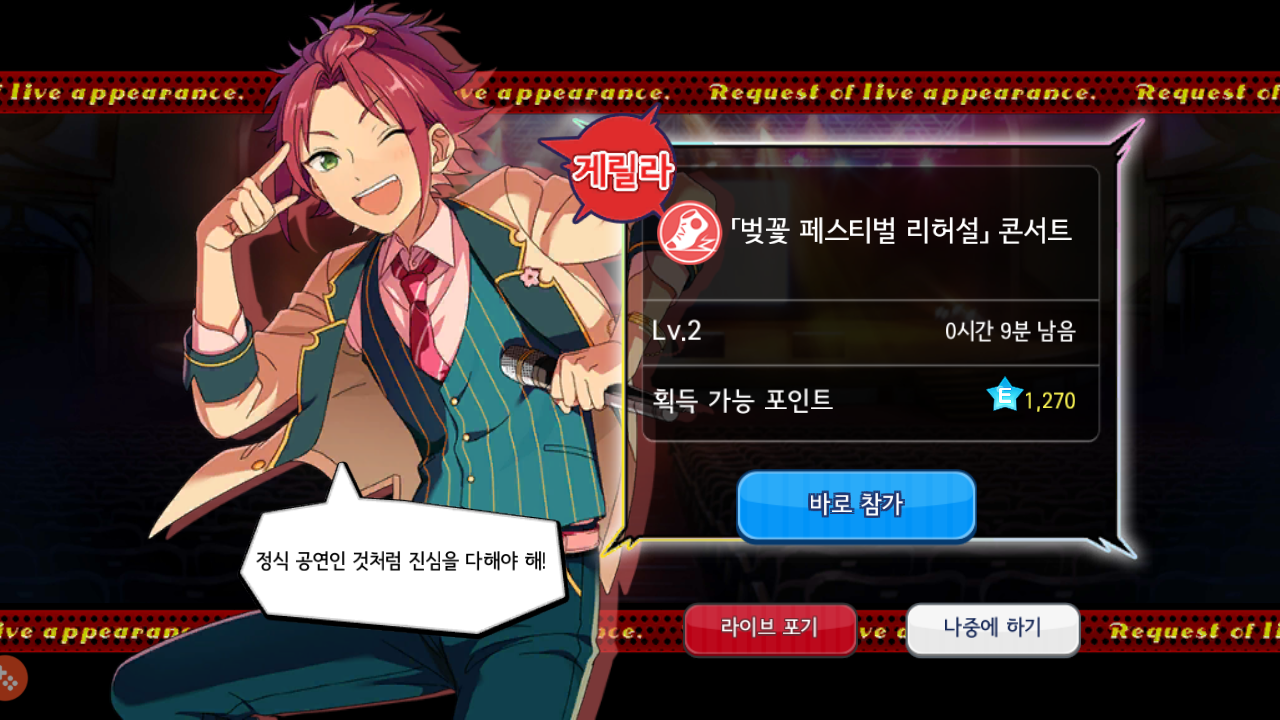 f live appearance.
ve appearance.
Request of live appearance.
Request of
게릴라
「벚꽃 페스티벌 리허설」 콘서트
Lv.2
0시간 9분 남음
획득 가능 포인트
E 1,270
바로 참가
정식 공연인 것처럼 진심을 다해야 해!
라이브 포기
나중에 하기
ive appearan
ce.
ve a
Request of li